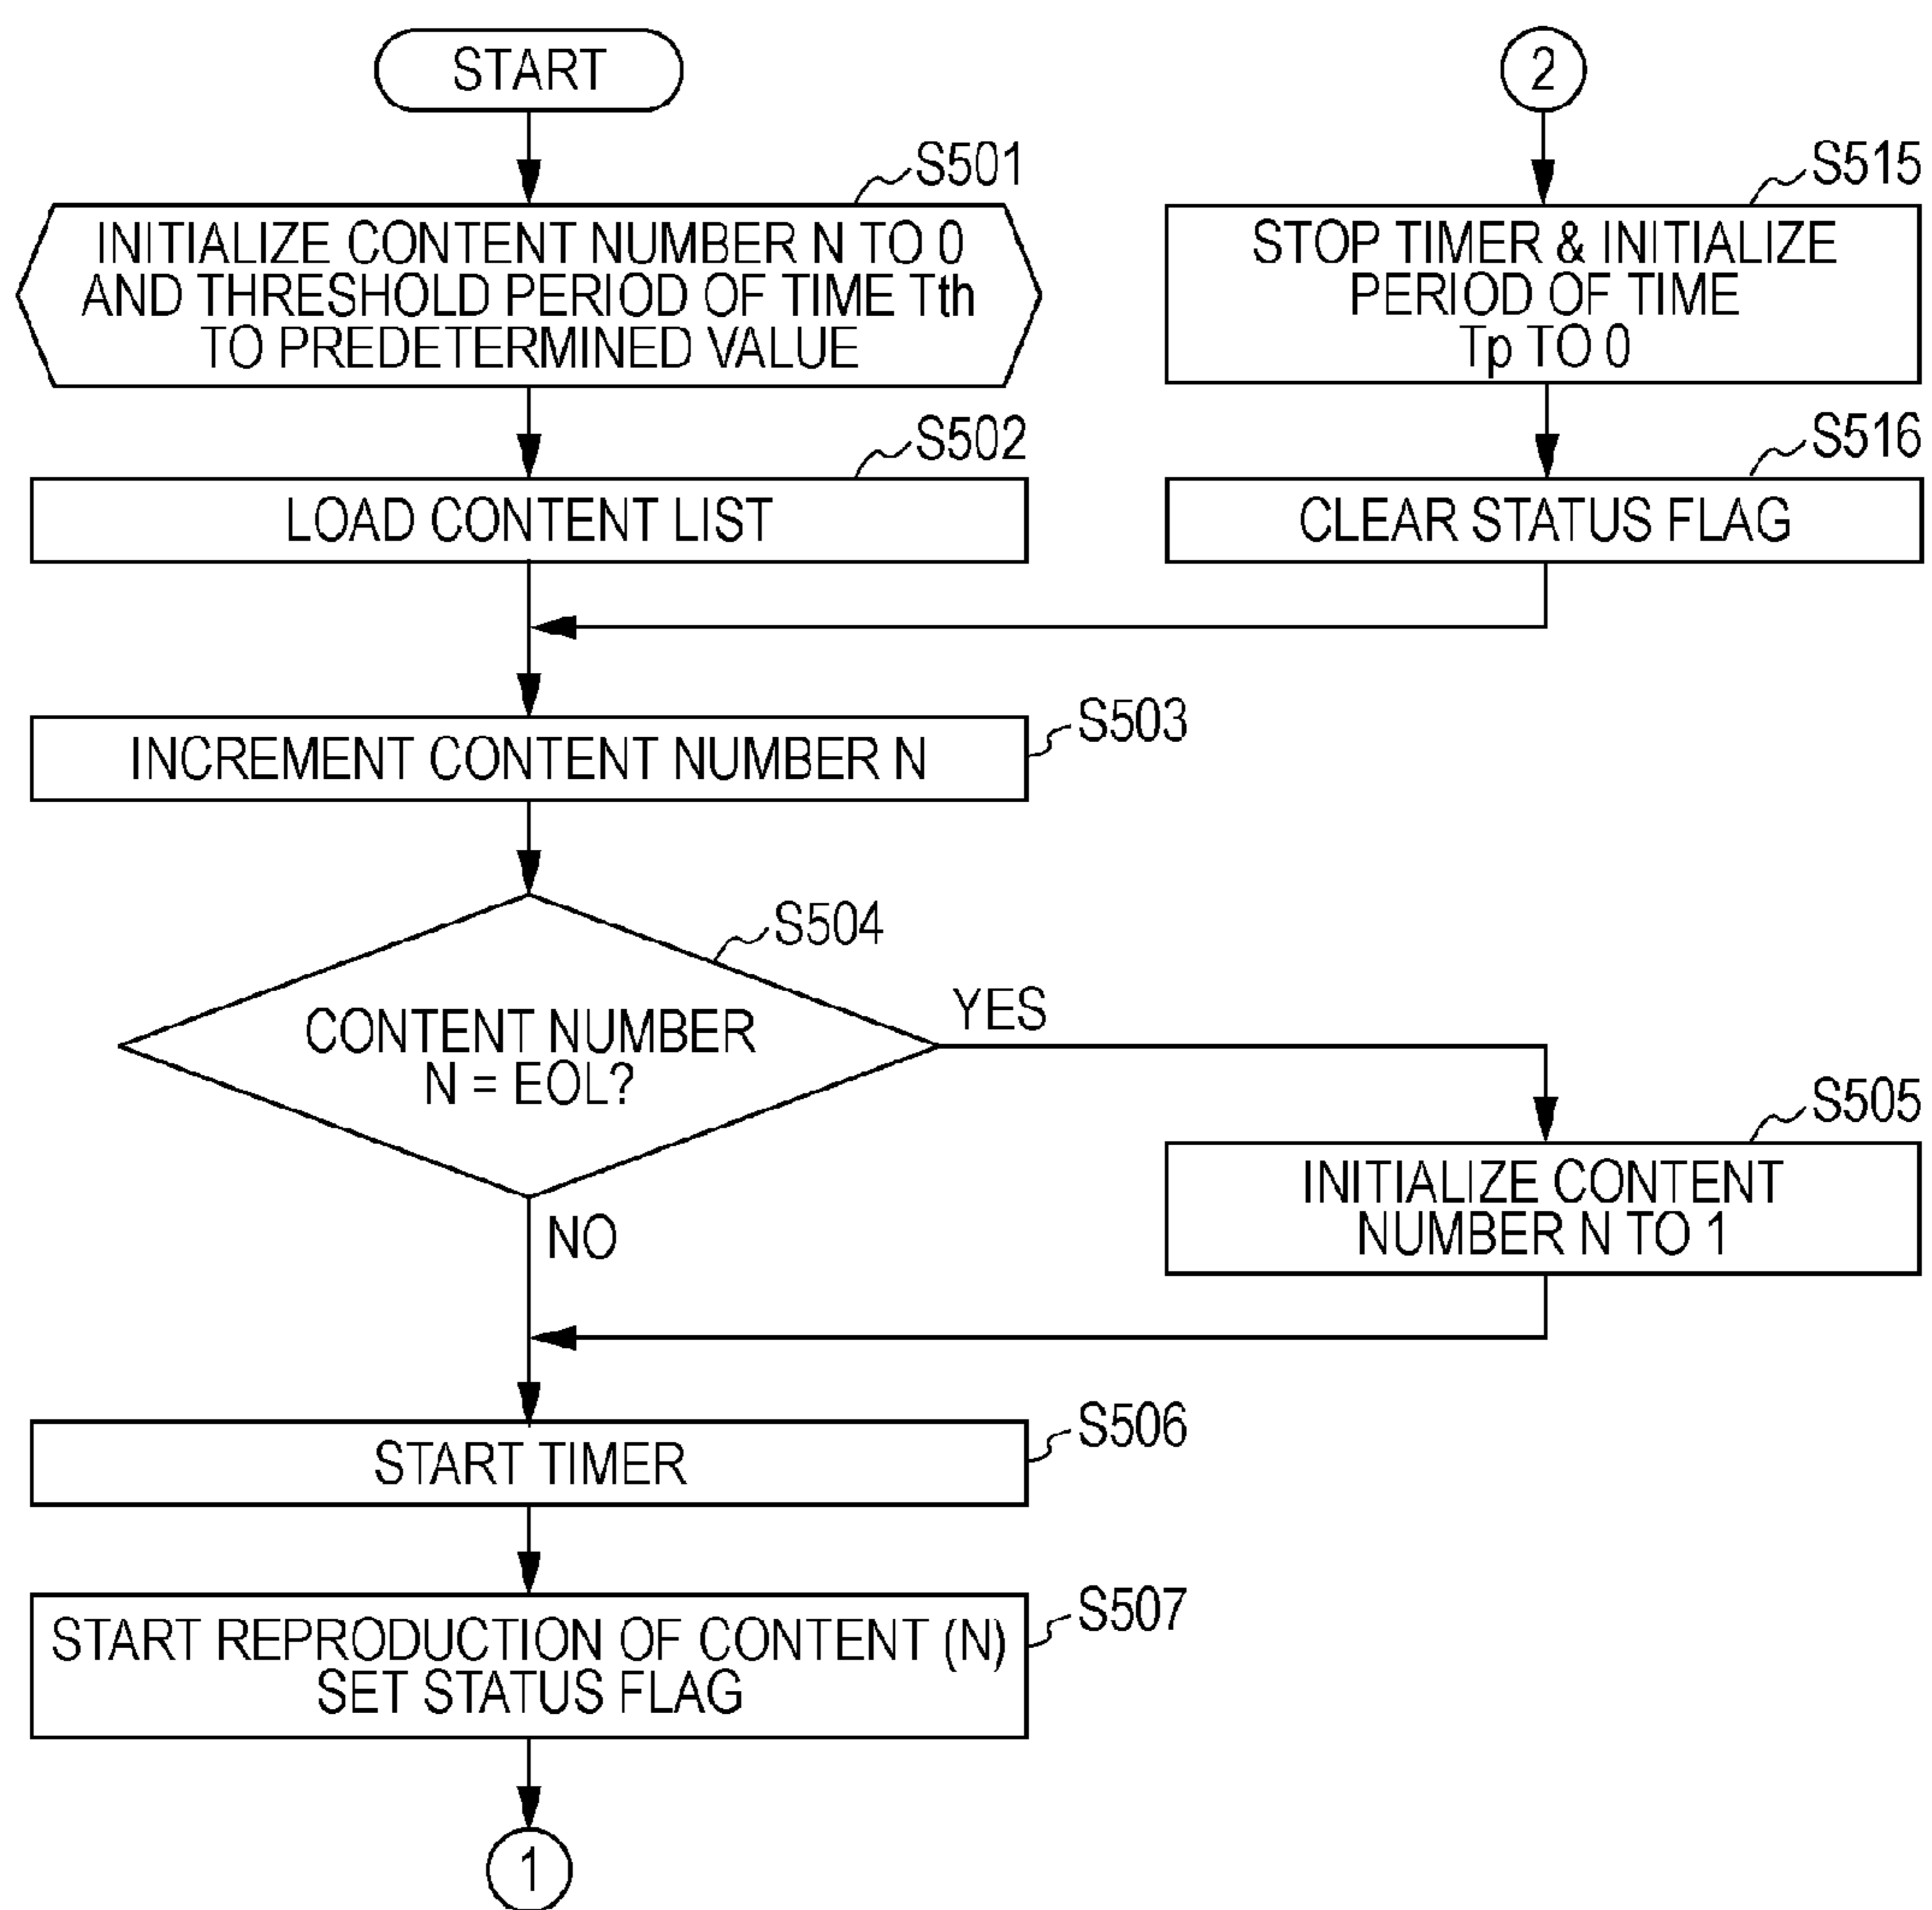 START
S501
INITIALIZE CONTENT NUMBER N TO 0
AND THRESHOLD PERIOD OF TIME Tth
TO PREDETERMINED VALUE
S502
LOAD CONTENT LIST
2
S515
STOP TIMER & INITIALIZE
PERIOD OF TIME
Tp TO 0
S516
CLEAR STATUS FLAG
S503
INCREMENT CONTENT NUMBER N
S504
CONTENT NUMBER
N = EOL?
YES
NO
S505
INITIALIZE CONTENT
NUMBER N TO 1
S506
START TIMER
S507
START REPRODUCTION OF CONTENT (N)
SET STATUS FLAG
1